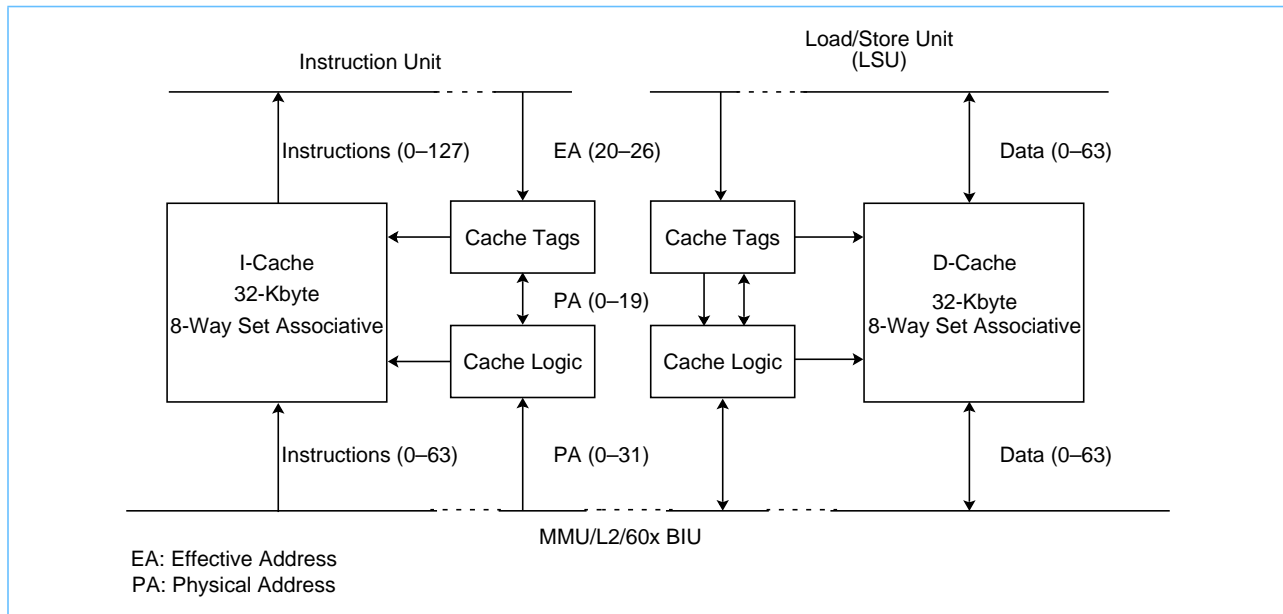 Instruction Unit
Load/Store Unit
(LSU)
Instructions (0–127)
EA (20–26)
Data (0–63)
I-Cache
32-Kbyte
8-Way Set Associative
Cache Tags
Cache Tags
D-Cache
32-Kbyte
8-Way Set Associative
PA (0–19)
Cache Logic
Cache Logic
Instructions (0–63)
PA (0–31)
Data (0–63)
MMU/L2/60x BIU
EA: Effective Address
PA: Physical Address